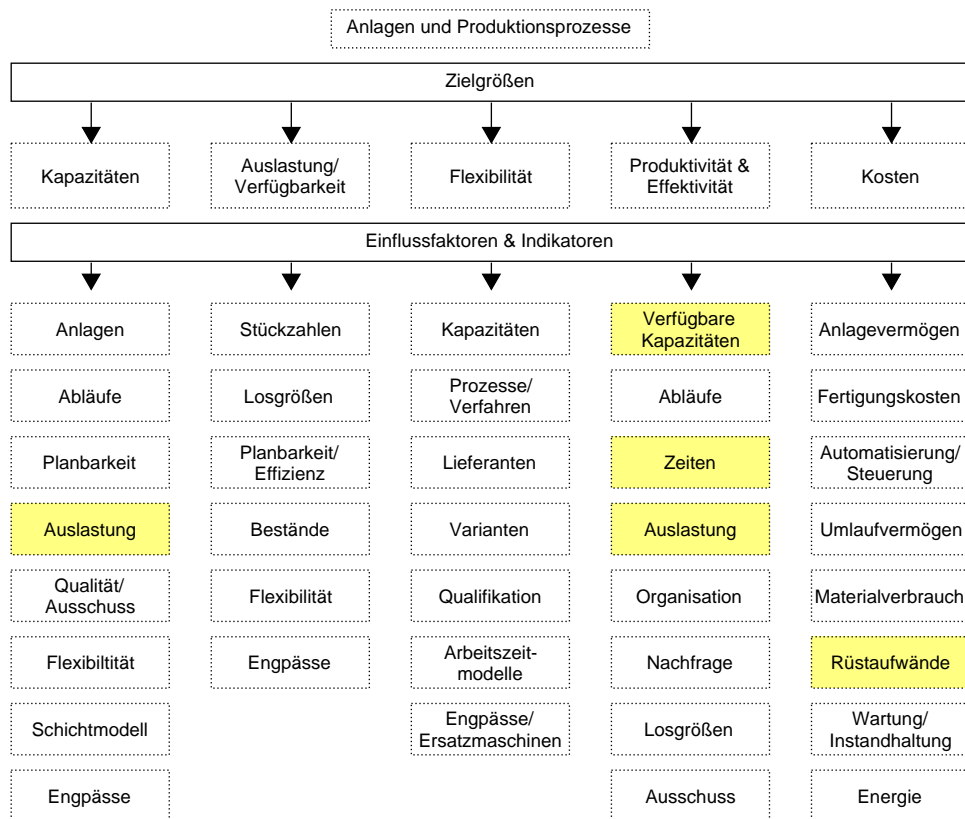 Anlagen und Produktionsprozesse
Zielgrößen
Kapazitäten
Auslastung/
Verfügbarkeit
Flexibilität
Produktivität &
Effektivität
Kosten
Einflussfaktoren & Indikatoren
Anlagen
Abläufe
Planbarkeit
Auslastung
Qualität/
Ausschuss
Flexibiltität
Schichtmodell
Engpässe
Stückzahlen
Losgrößen
Planbarkeit/
Effizienz
Bestände
Flexibilität
Engpässe
Kapazitäten
Prozesse/
Verfahren
Lieferanten
Varianten
Qualifikation
Arbeitszeit-
modelle
Engpässe/
Ersatzmaschinen
Verfügbare
Kapazitäten
Abläufe
Zeiten
Auslastung
Organisation
Nachfrage
Losgrößen
Ausschuss
Anlagevermögen
Fertigungskosten
Automatisierung/
Steuerung
Umlaufvermögen
Materialverbrauch
Rüstaufwände
Wartung/
Instandhaltung
Energie